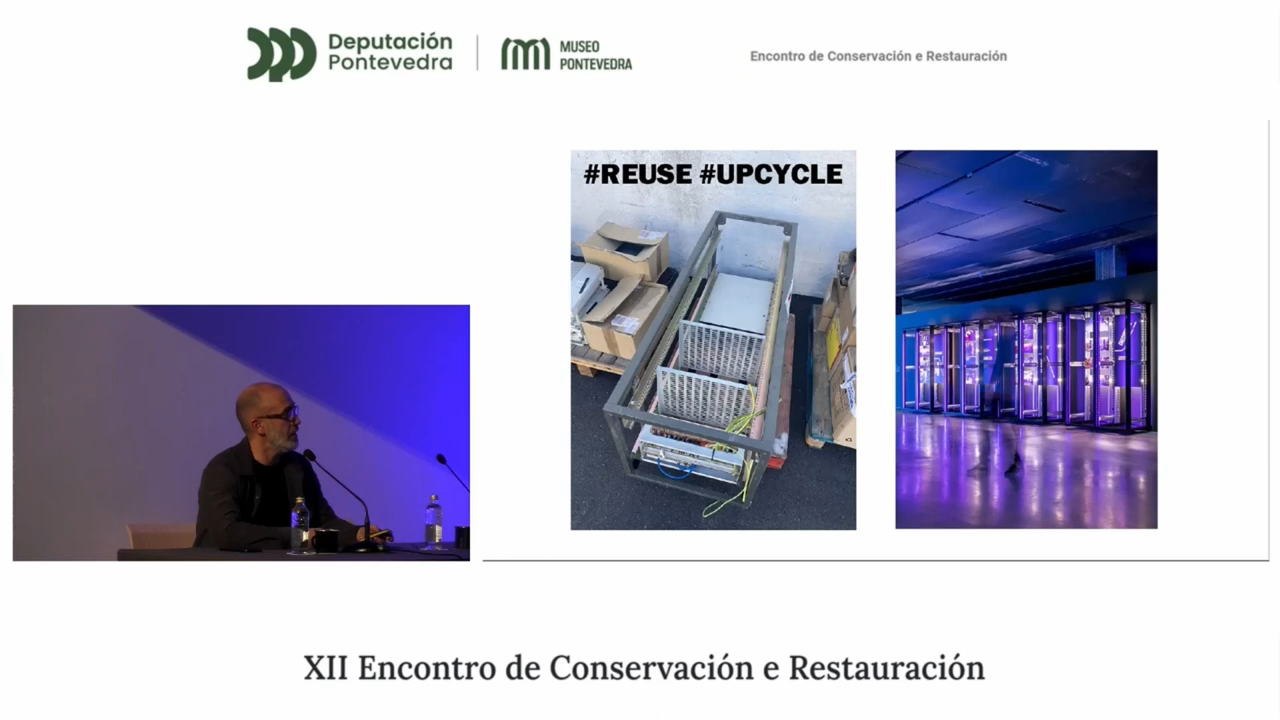 Deputación
Pontevedra
MUSEO
PONTEVEDRA
Encontro de Conservación e Restauración
#REUSE #UPCYCLE
XII Encontro de Conservación e Restauración